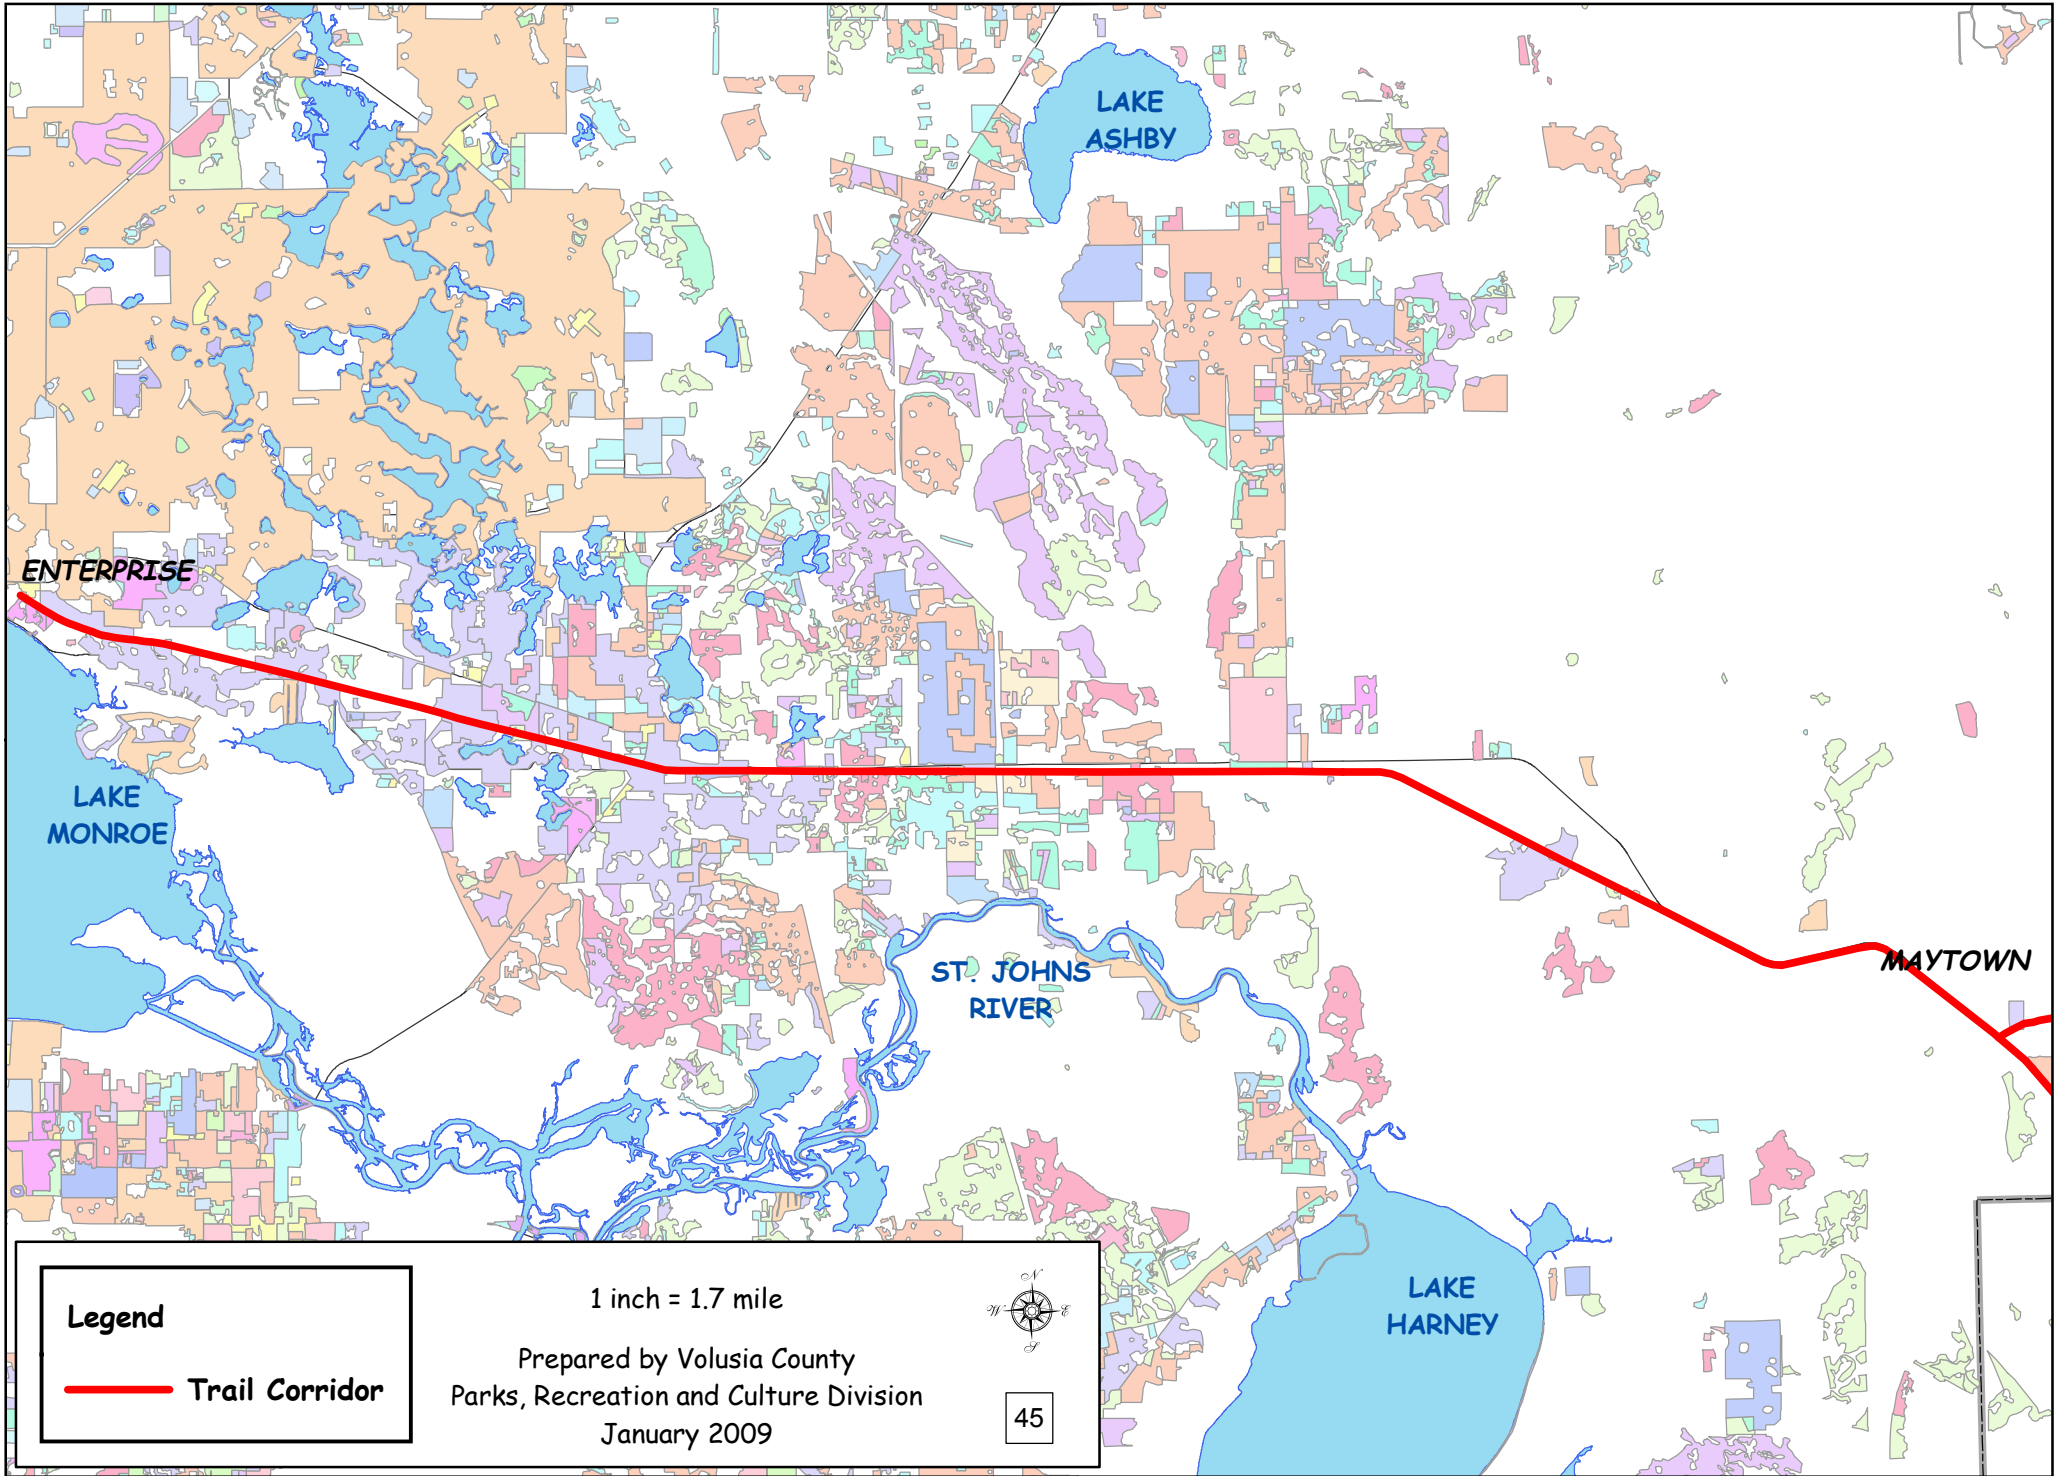 LAKE
ASHBY
ENTERPRISE
LAKE
MONROE
ST. JOHNS
RIVER
MAYTOWN
LAKE
HARNEY
Legend
Trail Corridor
1 inch = 1.7 mile
Prepared by Volusia County
Parks, Recreation and Culture Division
January 2009
N
W E
S
45